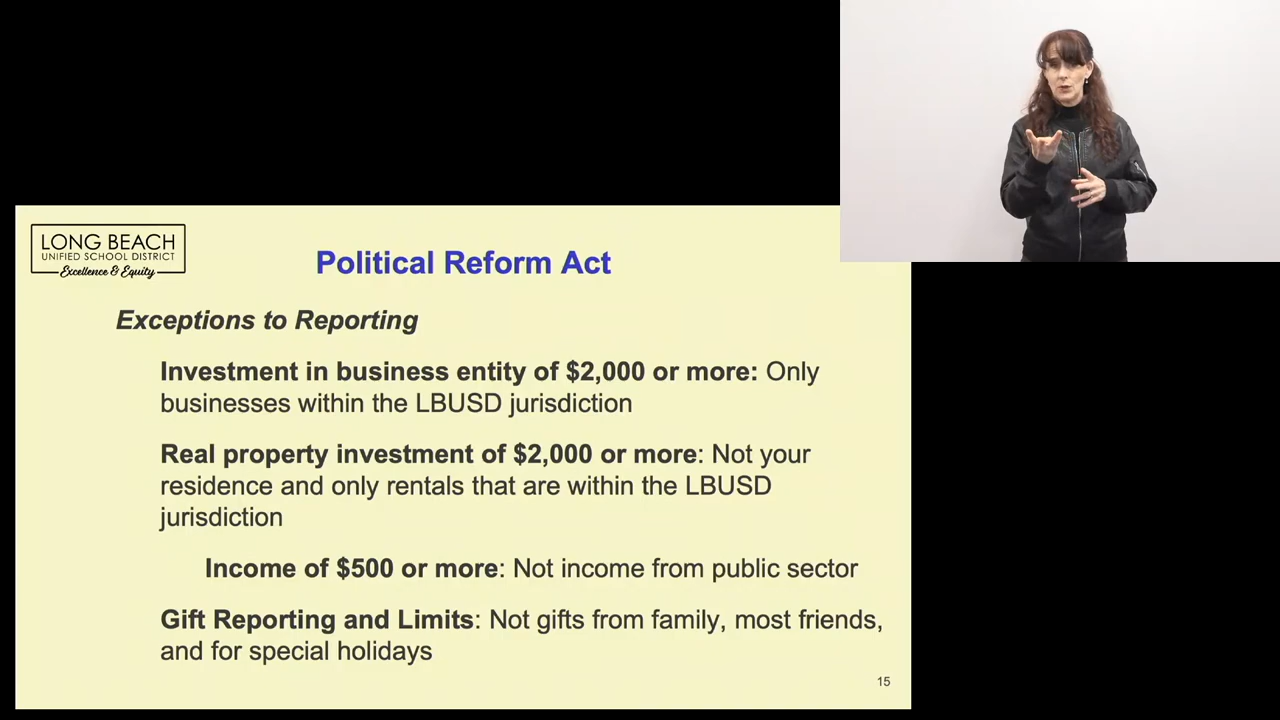 LONG BEACH
UNIFIED SCHOOL DISTRICT
Excellence & Equity
Political Reform Act
Exceptions to Reporting
Investment in business entity of $2,000 or more: Only
businesses within the LBUSD jurisdiction
Real property investment of $2,000 or more: Not your
residence and only rentals that are within the LBUSD
jurisdiction
Income of $500 or more: Not income from public sector
Gift Reporting and Limits: Not gifts from family, most friends,
and for special holidays
15